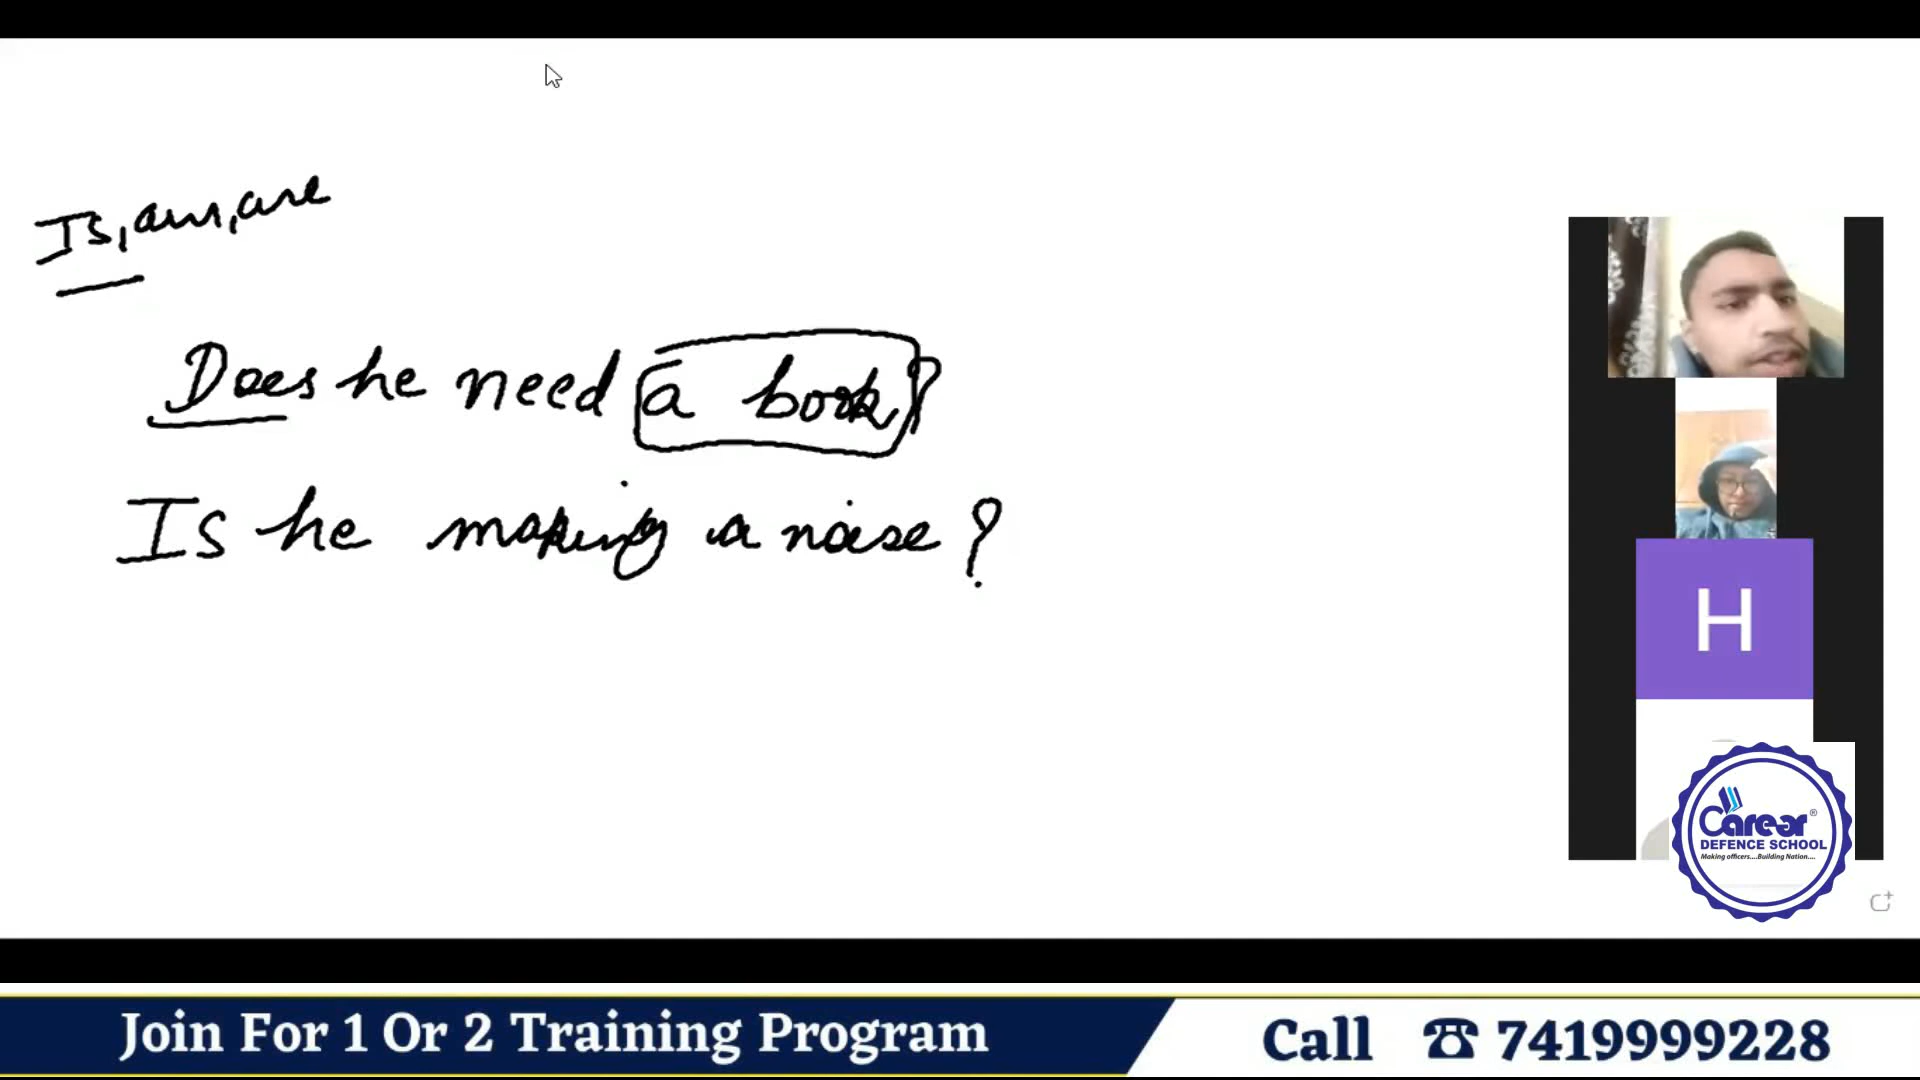 Is, am, are
Does he need a book?
Is he making a noise?
H
Career®
DEFENCE SCHOOL
Making officers....Building Nation....
Join For 1 Or 2 Training Program
Call ☎ 7419999228